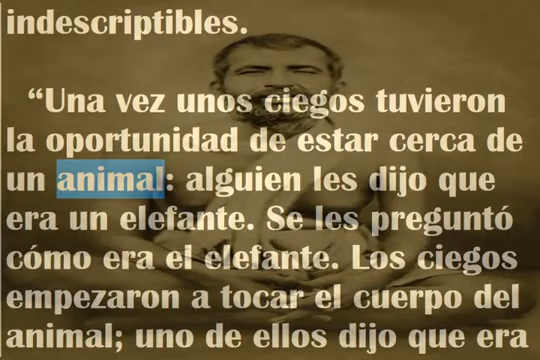 indescriptibles.
“Una vez unos ciegos tuvieron
la oportunidad de estar cerca de
un animal: alguien les dijo que
era un elefante. Se les preguntó
cómo era el elefante. Los ciegos
empezaron a tocar el cuerpo del
animal; uno de ellos dijo que era